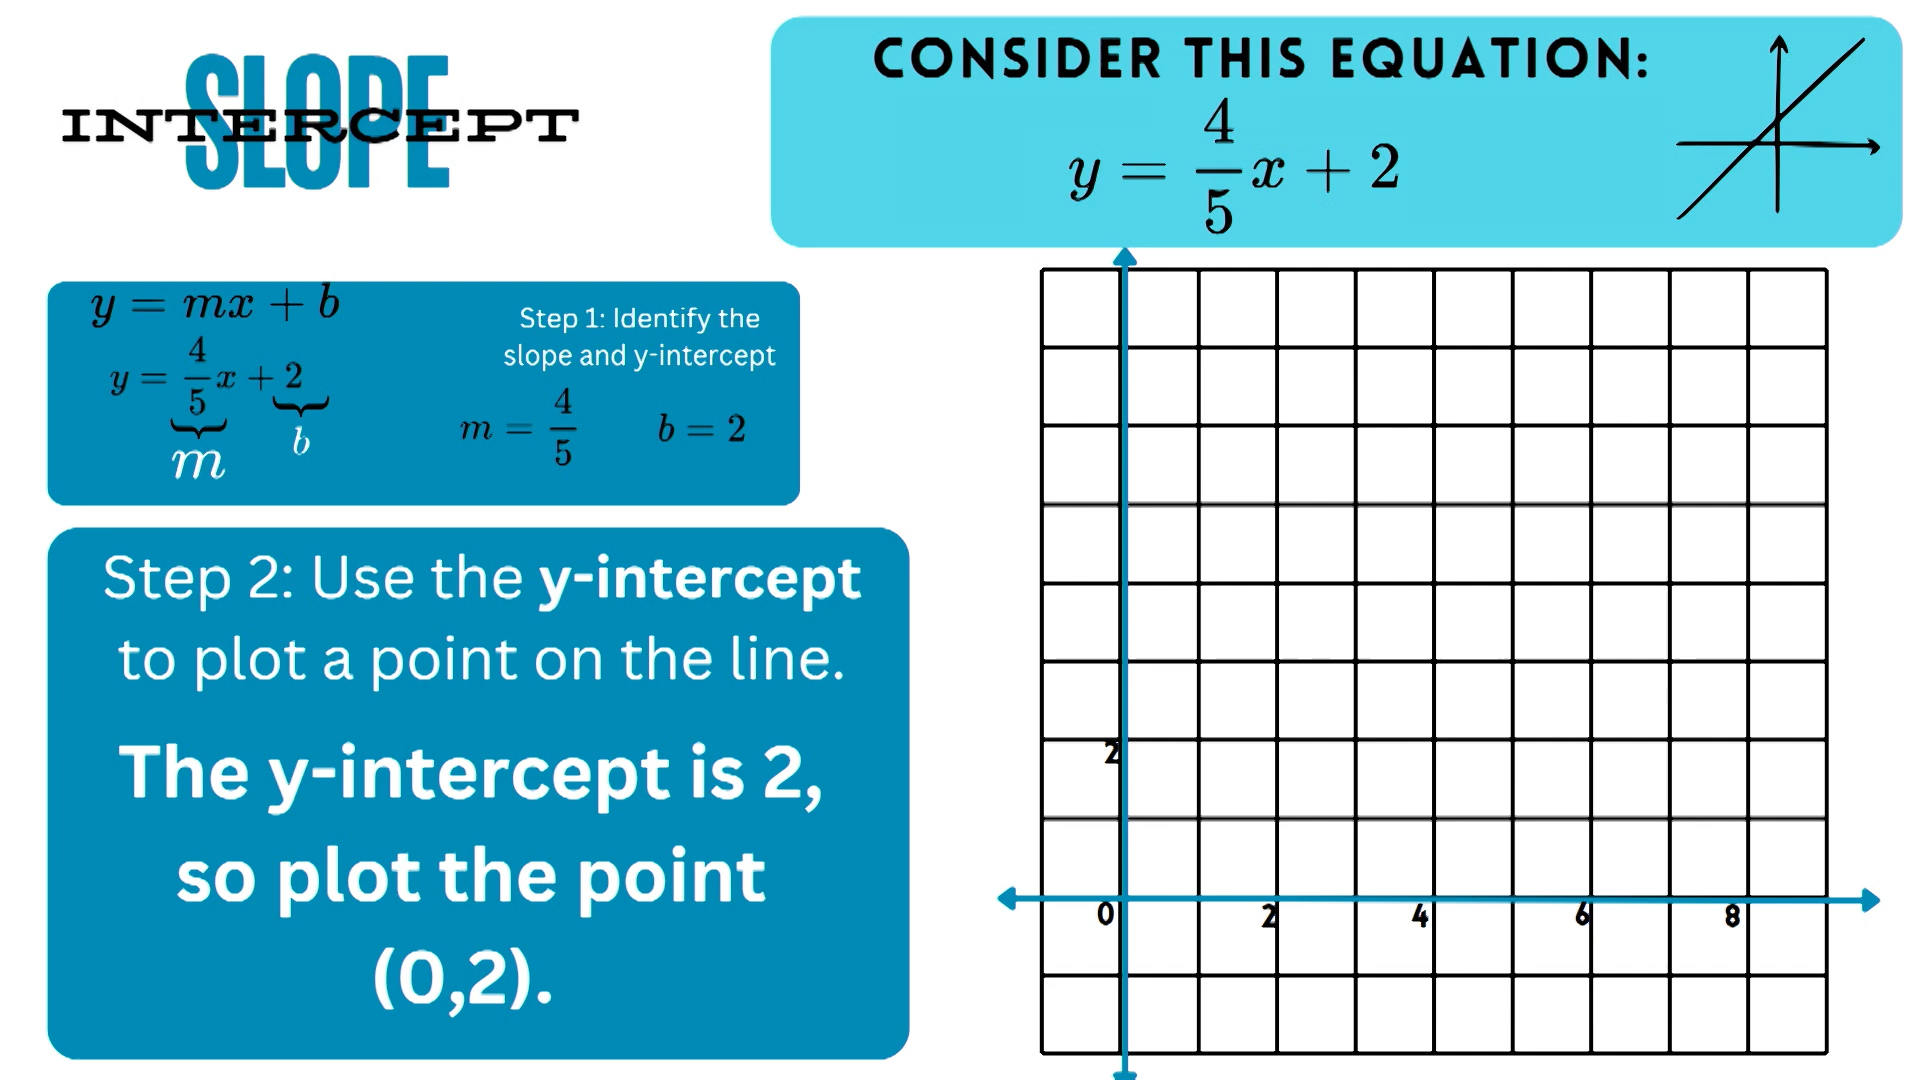 SLOPE
INTERCEPT
CONSIDER THIS EQUATION:
y = 4/5 x + 2
y = mx + b
y = 4/5 x + 2
m
b
Step 1: Identify the
slope and y-intercept
m = 4/5
b = 2
Step 2: Use the y-intercept
to plot a point on the line.
The y-intercept is 2,
so plot the point
(0,2).
2
0 2 4 6 8